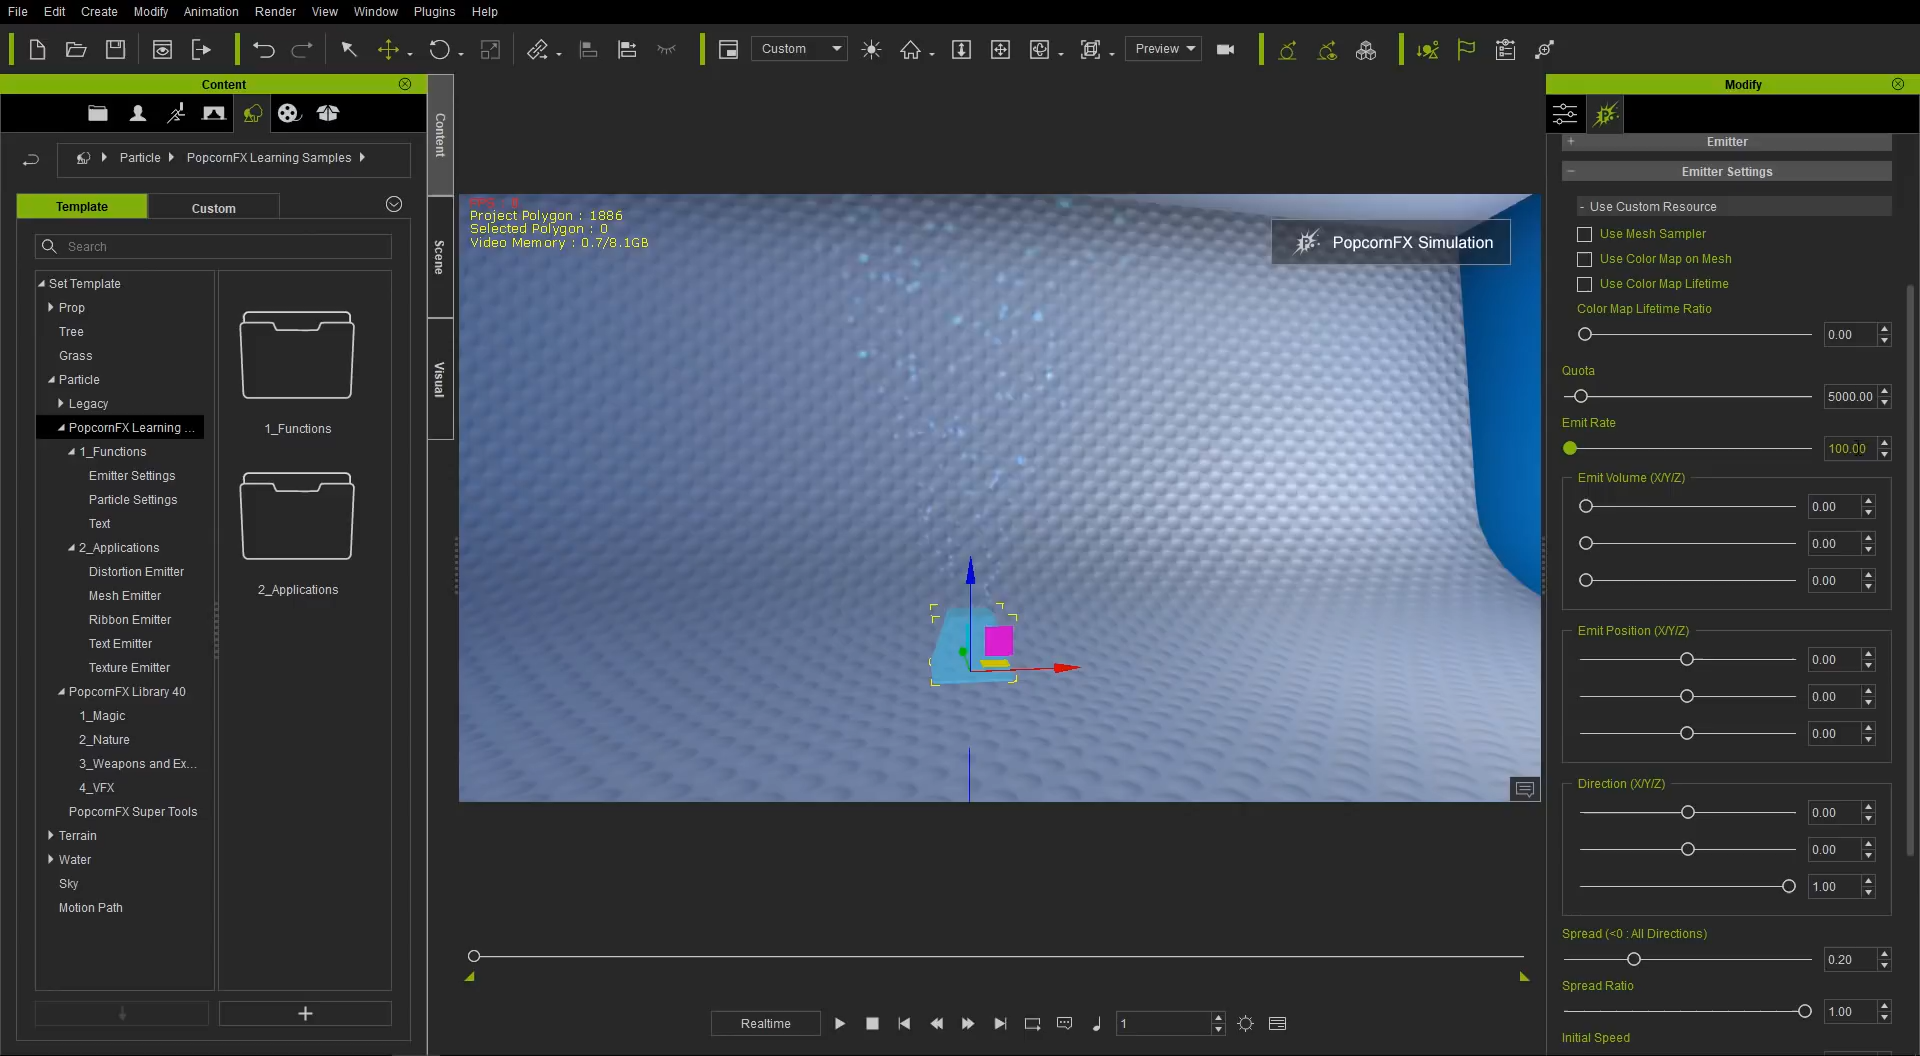 File Edit Create Modify Animation Render View Window Plugins Help
Custom
Preview
Content
Particle PopcornFX Learning Samples
Template
Custom
Search
Set Template
Prop
Tree
Grass
Particle
Legacy
PopcornFX Learning ...
1_Functions
Emitter Settings
Particle Settings
Text
2_Applications
Distortion Emitter
Mesh Emitter
Ribbon Emitter
Text Emitter
Texture Emitter
PopcornFX Library 40
1_Magic
2_Nature
3_Weapons and Ex...
4_VFX
PopcornFX Super Tools
Terrain
Water
Sky
Motion Path
1_Functions
2_Applications
Content
Scene
Visual
Project Polygon : 1886
Selected Polygon : 0
Video Memory : 0.7/8.1GB
PopcornFX Simulation
Realtime
1
Modify
Emitter
Emitter Settings
- Use Custom Resource
Use Mesh Sampler
Use Color Map on Mesh
Use Color Map Lifetime
Color Map Lifetime Ratio
0.00
Quota
5000.00
Emit Rate
100.00
Emit Volume (X/Y/Z)
0.00
0.00
0.00
Emit Position (X/Y/Z)
0.00
0.00
0.00
Direction (X/Y/Z)
0.00
0.00
1.00
Spread (<0 : All Directions)
0.20
Spread Ratio
1.00
Initial Speed